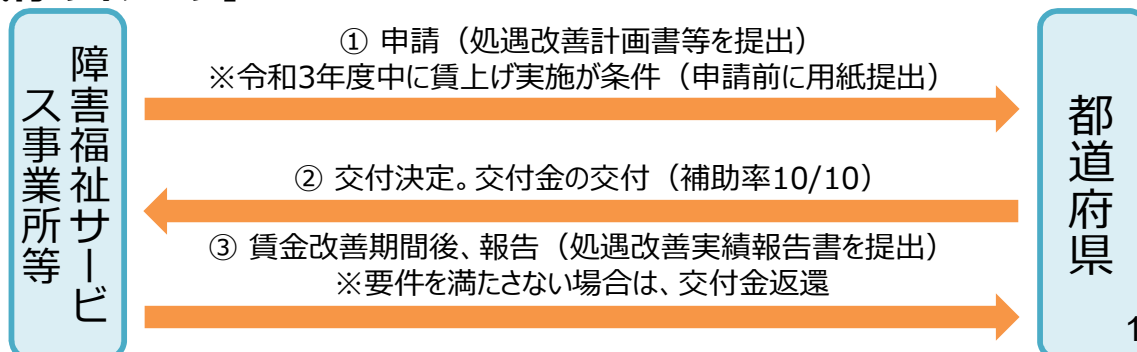 障害福祉サービ
ス事業所等
① 申請（処遇改善計画書等を提出）
※令和3年度中に賃上げ実施が条件（申請前に用紙提出）
② 交付決定。交付金の交付（補助率10/10）
③ 賃金改善期間後、報告（処遇改善実績報告書を提出）
※要件を満たさない場合は、交付金返還
都道府県
1